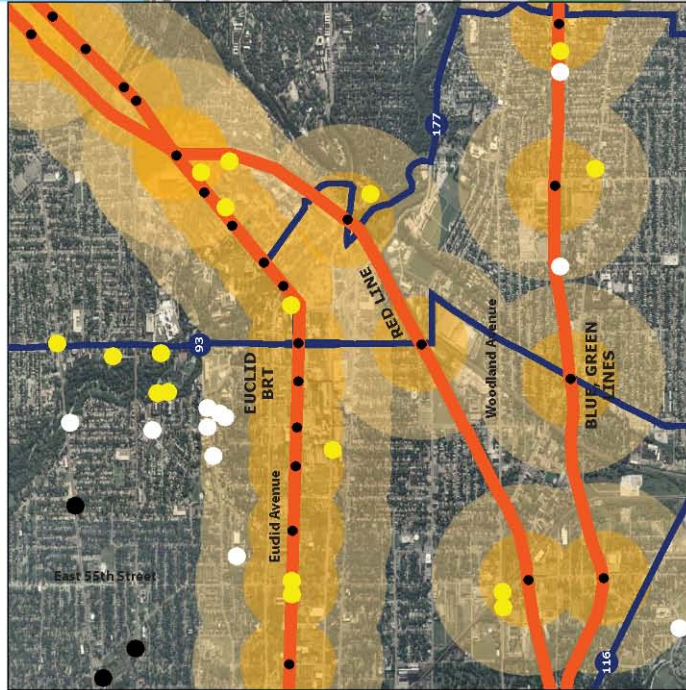 177
93
EUCLID
BRT
RED LINE
Woodland Avenue
BLUE, GREEN
LINES
Euclid Avenue
East 55th Street
116